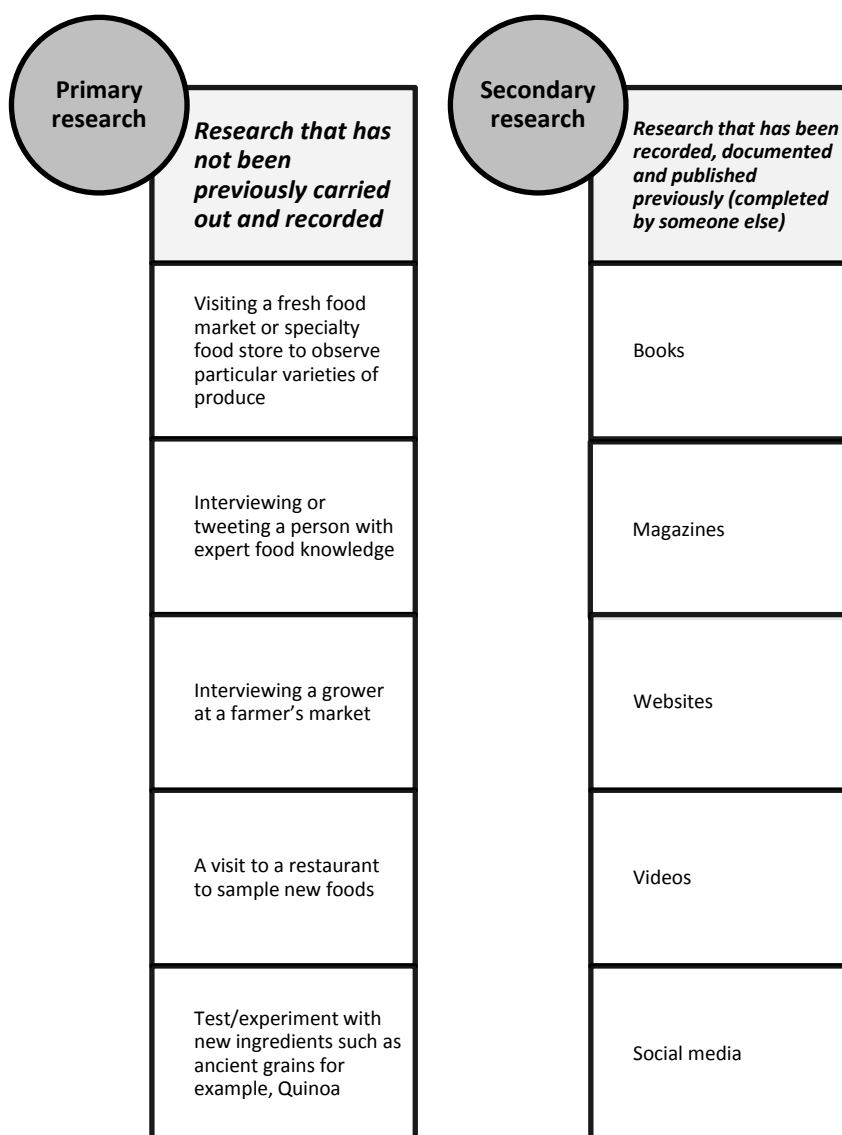 Primary
research
Research that has
not been
previously carried
out and recorded
Visiting a fresh food
market or specialty
food store to observe
particular varieties of
produce
Interviewing or
tweeting a person with
expert food knowledge
Interviewing a grower
at a farmer’s market
A visit to a restaurant
to sample new foods
Test/experiment with
new ingredients such as
ancient grains for
example, Quinoa
Secondary
research
Research that has been
recorded, documented
and published
previously (completed
by someone else)
Books
Magazines
Websites
Videos
Social media